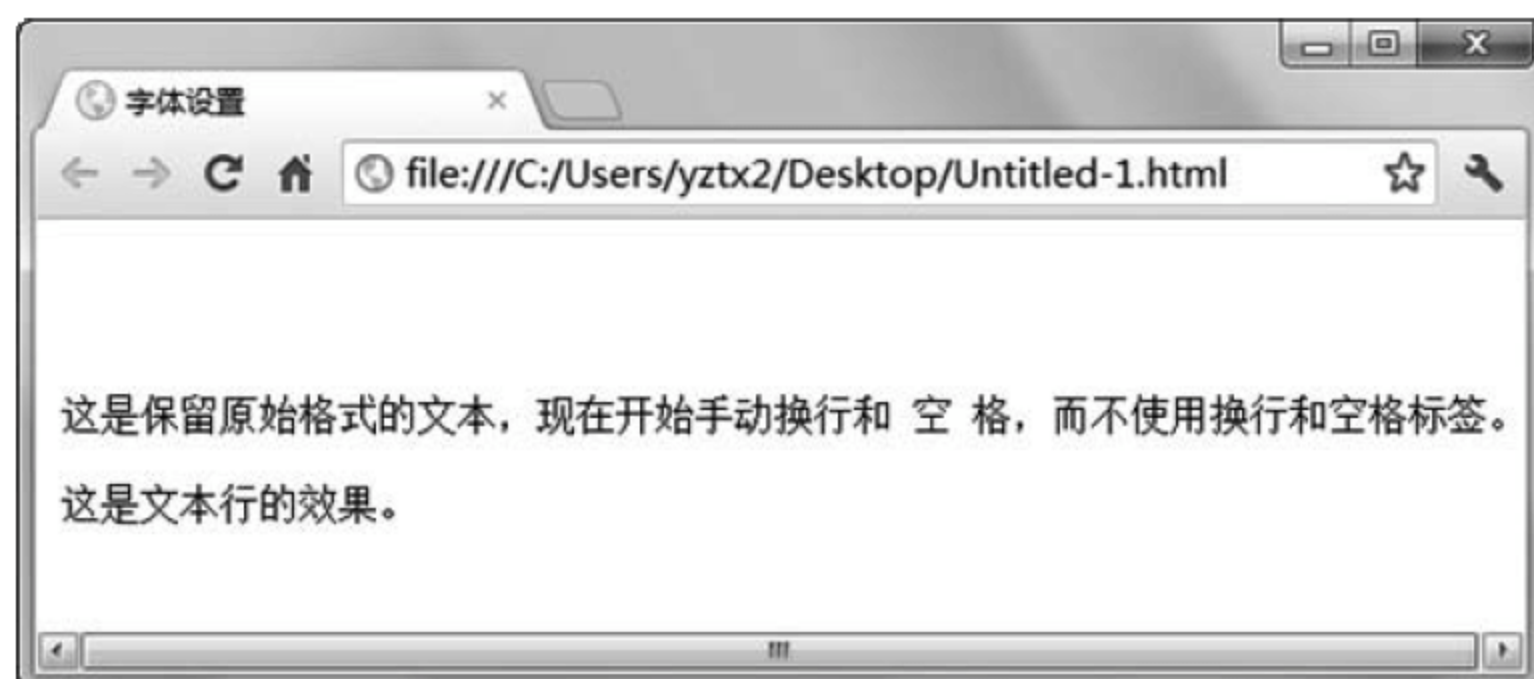 字体设置
file:///C:/Users/yztx2/Desktop/Untitled-1.html
这是保留原始格式的文本，现在开始手动换行和 空 格，而不使用换行和空格标签。
这是文本行的效果。